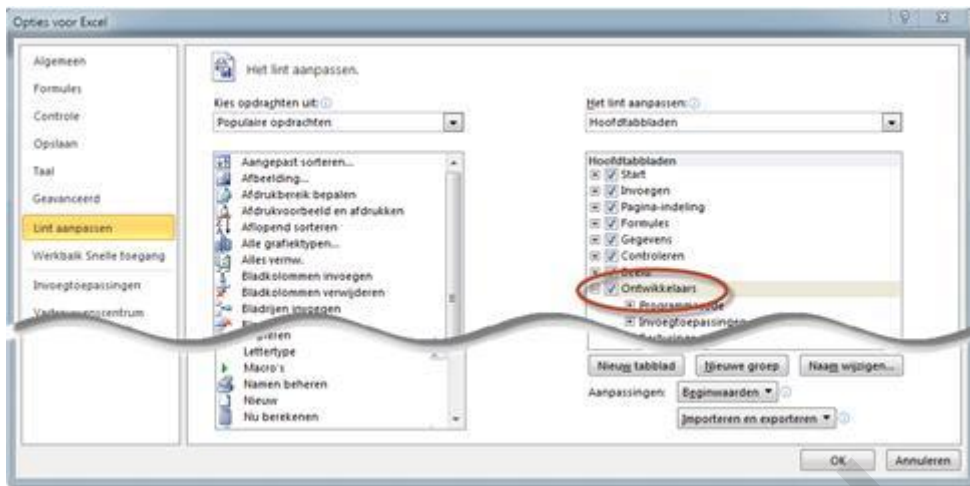 Opties voor Excel
Algemeen
Formules
Controle
Opslaan
Taal
Geavanceerd
Lint aanpassen
Werkbalk Snelle toegang
Invoegtoepassingen
Vertrouwenscentrum
Het lint aanpassen.
Kies opdrachten uit:
Populaire opdrachten
Aangepast sorteren...
Afbeelding...
Afdrukbereik bepalen
Afdrukvoorbeeld en afdrukken
Aflopend sorteren
Alle grafiektypen...
Alles vernw.
Bladkolommen invoegen
Bladkolommen verwijderen
Bladrijen invoegen
Lettertype
Macro's
Namen beheren
Nieuw
Nu berekenen
Het lint aanpassen:
Hoofdtabbladen
Hoofdtabbladen
Start
Invoegen
Pagina-indeling
Formules
Gegevens
Controleren
Beeld
Ontwikkelaars
Programmacode
Invoegtoepassingen
Nieuw tabblad
Nieuwe groep
Naam wijzigen...
Aanpassingen:
Beginwaarden
Importeren en exporteren
OK
Annuleren